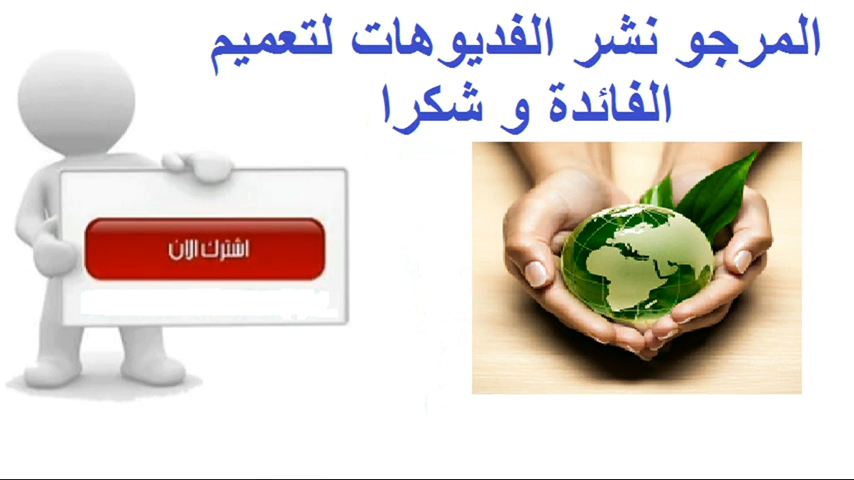 المرجو نشر الفديوهات لتعميم
الفائدة و شكرا
اشترك الان